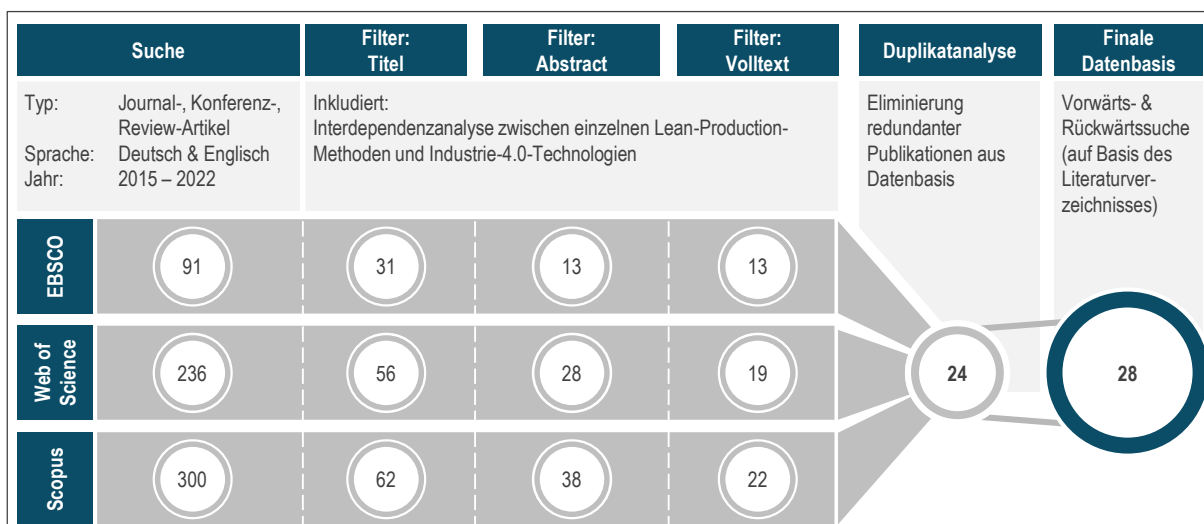 Suche
Filter:
Titel
Filter:
Abstract
Filter:
Volltext
Duplikatanalyse
Finale
Datenbasis
Typ: Journal-, Konferenz-,
Review-Artikel
Sprache: Deutsch & Englisch
Jahr: 2015 – 2022
Inkludiert:
Interdependenzanalyse zwischen einzelnen Lean-Production-
Methoden und Industrie-4.0-Technologien
Eliminierung
redundanter
Publikationen aus
Datenbasis
Vorwärts- &
Rückwärtssuche
(auf Basis des
Literaturver-
zeichnisses)
EBSCO
91
31
13
13
Web of
Science
236
56
28
19
24
28
Scopus
300
62
38
22